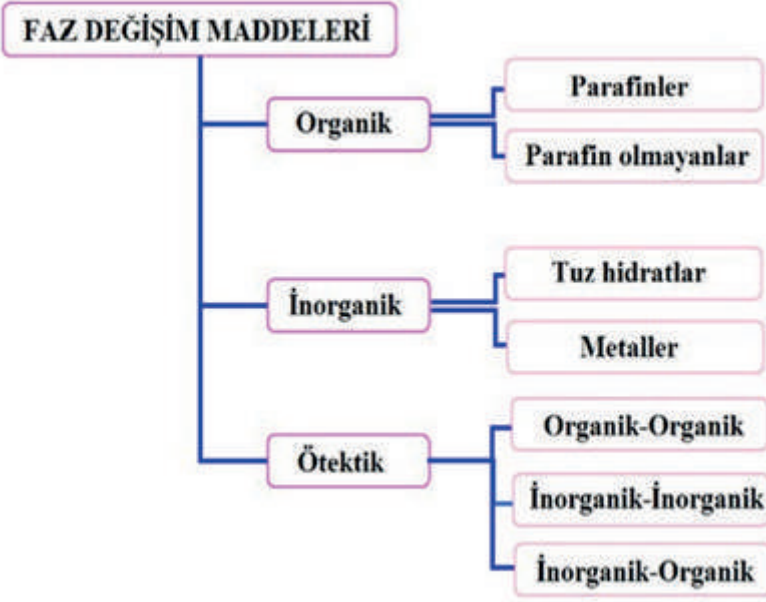 FAZ DEĞİŞİM MADDELERİ
Organik
Parafinler
Parafin olmayanlar
İnorganik
Tuz hidratlar
Metaller
Ötektik
Organik-Organik
İnorganik-İnorganik
İnorganik-Organik